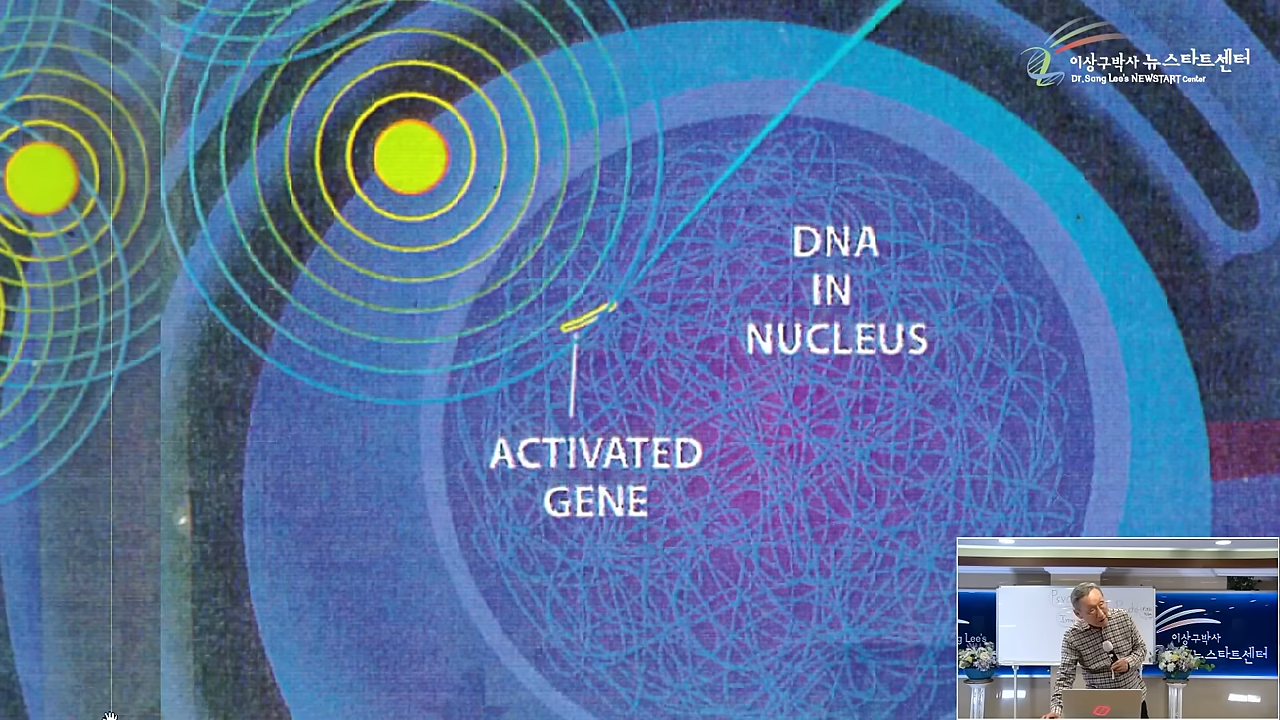 이상구박사 뉴스타트센터
Dr. Sang Lee's NEWSTART Center
DNA
IN
NUCLEUS
ACTIVATED
GENE
이상구박사
뉴스타트센터